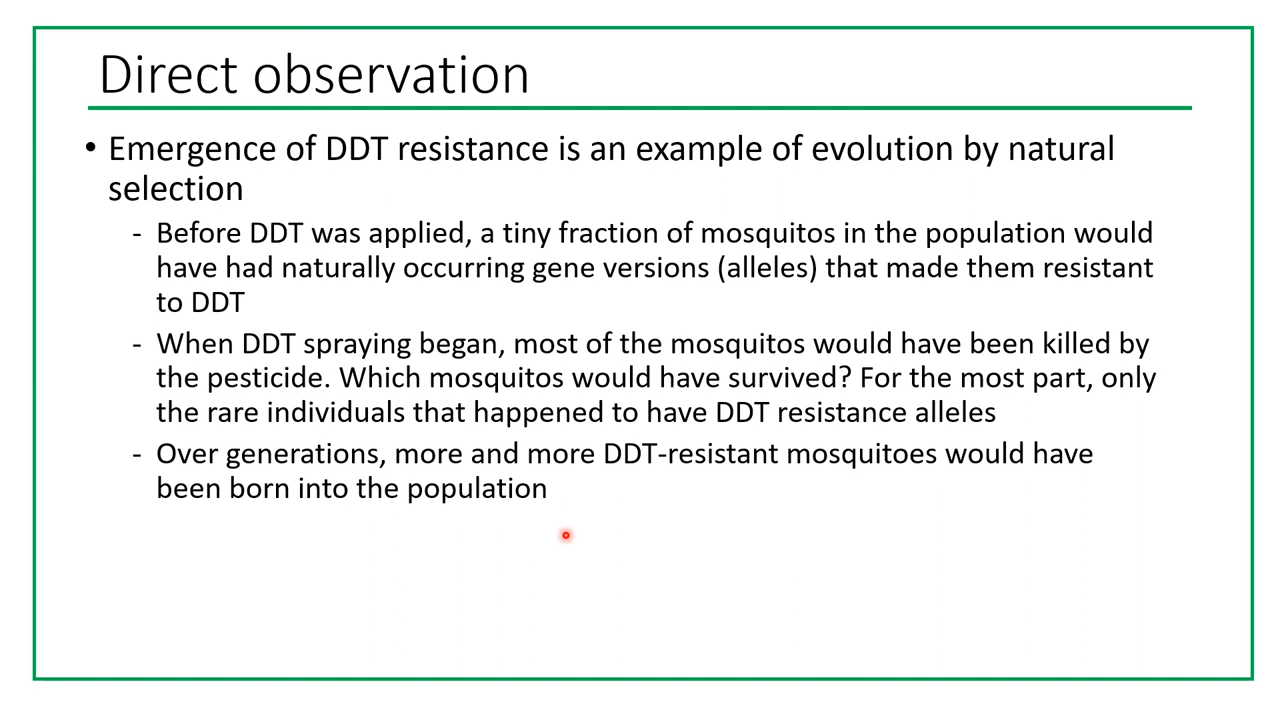 Direct observation
• Emergence of DDT resistance is an example of evolution by natural
selection
- Before DDT was applied, a tiny fraction of mosquitos in the population would
have had naturally occurring gene versions (alleles) that made them resistant
to DDT
- When DDT spraying began, most of the mosquitos would have been killed by
the pesticide. Which mosquitos would have survived? For the most part, only
the rare individuals that happened to have DDT resistance alleles
- Over generations, more and more DDT-resistant mosquitoes would have
been born into the population